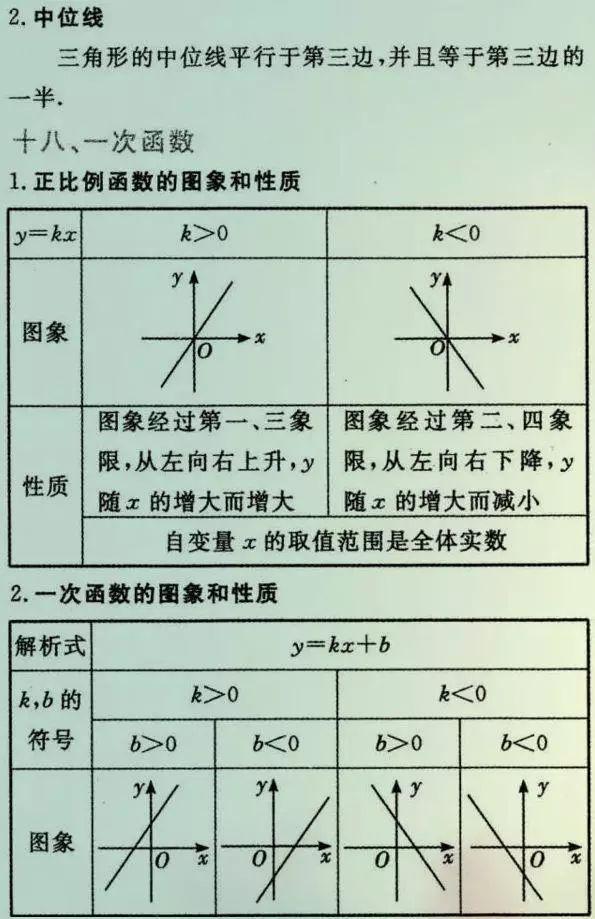 2.中位线
三角形的中位线平行于第三边,并且等于第三边的
一半.
十八、一次函数
1.正比例函数的图象和性质
y=kx k>0 k<0
图象 y O x y O x
性质
图象经过第一、三象
限,从左向右上升,y
随x的增大而增大
图象经过第二、四象
限,从左向右下降,y
随x的增大而减小
自变量x的取值范围是全体实数
2.一次函数的图象和性质
解析式 y=kx+b
k,b的
符号
k>0 k<0
b>0 b<0 b>0 b<0
图象 y O x y O x y O x y O x